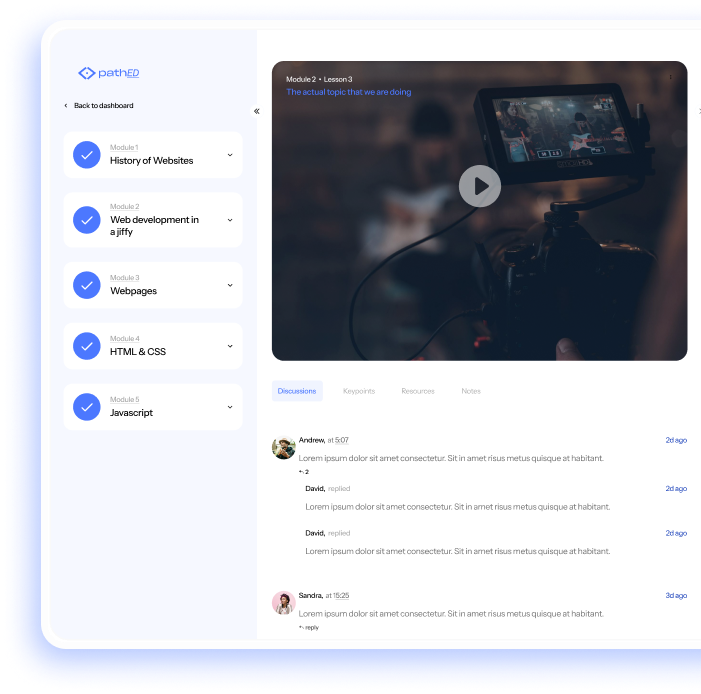 pathED
Back to dashboard
Module 1
History of Websites
Module 2
Web development in
a jiffy
Module 3
Webpages
Module 4
HTML & CSS
Module 5
Javascript
Module 2 • Lesson 3
The actual topic that we are doing
Discussions Keypoints Resources Notes
Andrew, at 5:07 2d ago
Lorem ipsum dolor sit amet consectetur. Sit in amet risus metus quisque at habitant.
2
David, replied 2d ago
Lorem ipsum dolor sit amet consectetur. Sit in amet risus metus quisque at habitant.
David, replied 2d ago
Lorem ipsum dolor sit amet consectetur. Sit in amet risus metus quisque at habitant.
Sandra, at 15:25 3d ago
Lorem ipsum dolor sit amet consectetur. Sit in amet risus metus quisque at habitant.
reply